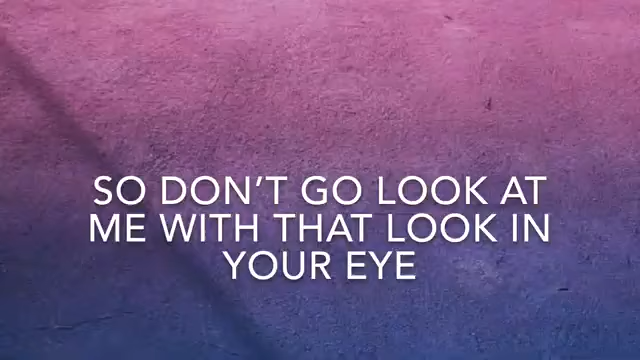 SO DON'T GO LOOK AT
ME WITH THAT LOOK IN
YOUR EYE